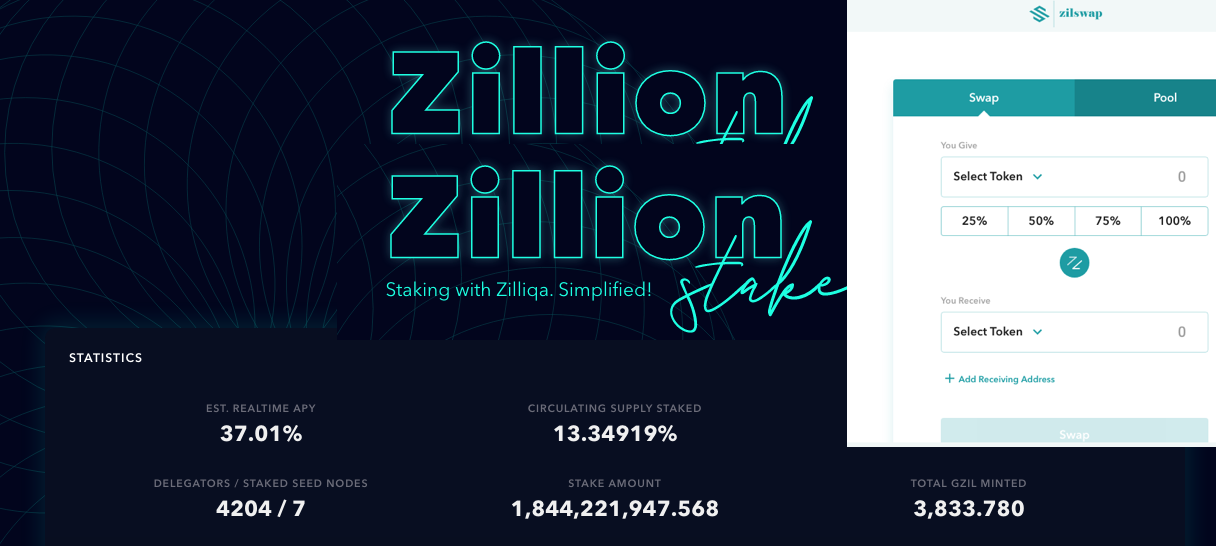 Zillion
Zillion
stake
Staking with Zilliqa. Simplified!
STATISTICS
EST. REALTIME APY
37.01%
CIRCULATING SUPPLY STAKED
13.34919%
DELEGATORS / STAKED SEED NODES
4204 / 7
STAKE AMOUNT
1,844,221,947.568
TOTAL GZIL MINTED
3,833.780
zilswap
Swap
Pool
You Give
Select Token
0
25%
50%
75%
100%
You Receive
Select Token
0
+ Add Receiving Address
Swap